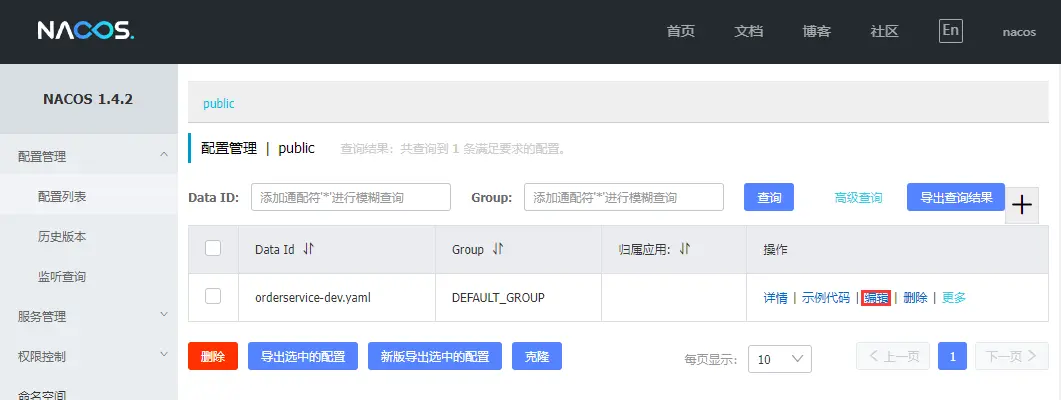 NACOS.
首页 文档 博客 社区 En nacos
NACOS 1.4.2
配置管理
配置列表
历史版本
监听查询
服务管理
权限控制
命名空间
public
配置管理 | public 查询结果：共查询到 1 条满足要求的配置。
Data ID: 添加通配符'*'进行模糊查询 Group: 添加通配符'*'进行模糊查询 查询 高级查询 导出查询结果 +
Data Id Group 归属应用: 操作
orderservice-dev.yaml DEFAULT_GROUP 详情 | 示例代码 | 编辑 | 删除 | 更多
删除 导出选中的配置 新版导出选中的配置 克隆 每页显示: 10 上一页 1 下一页